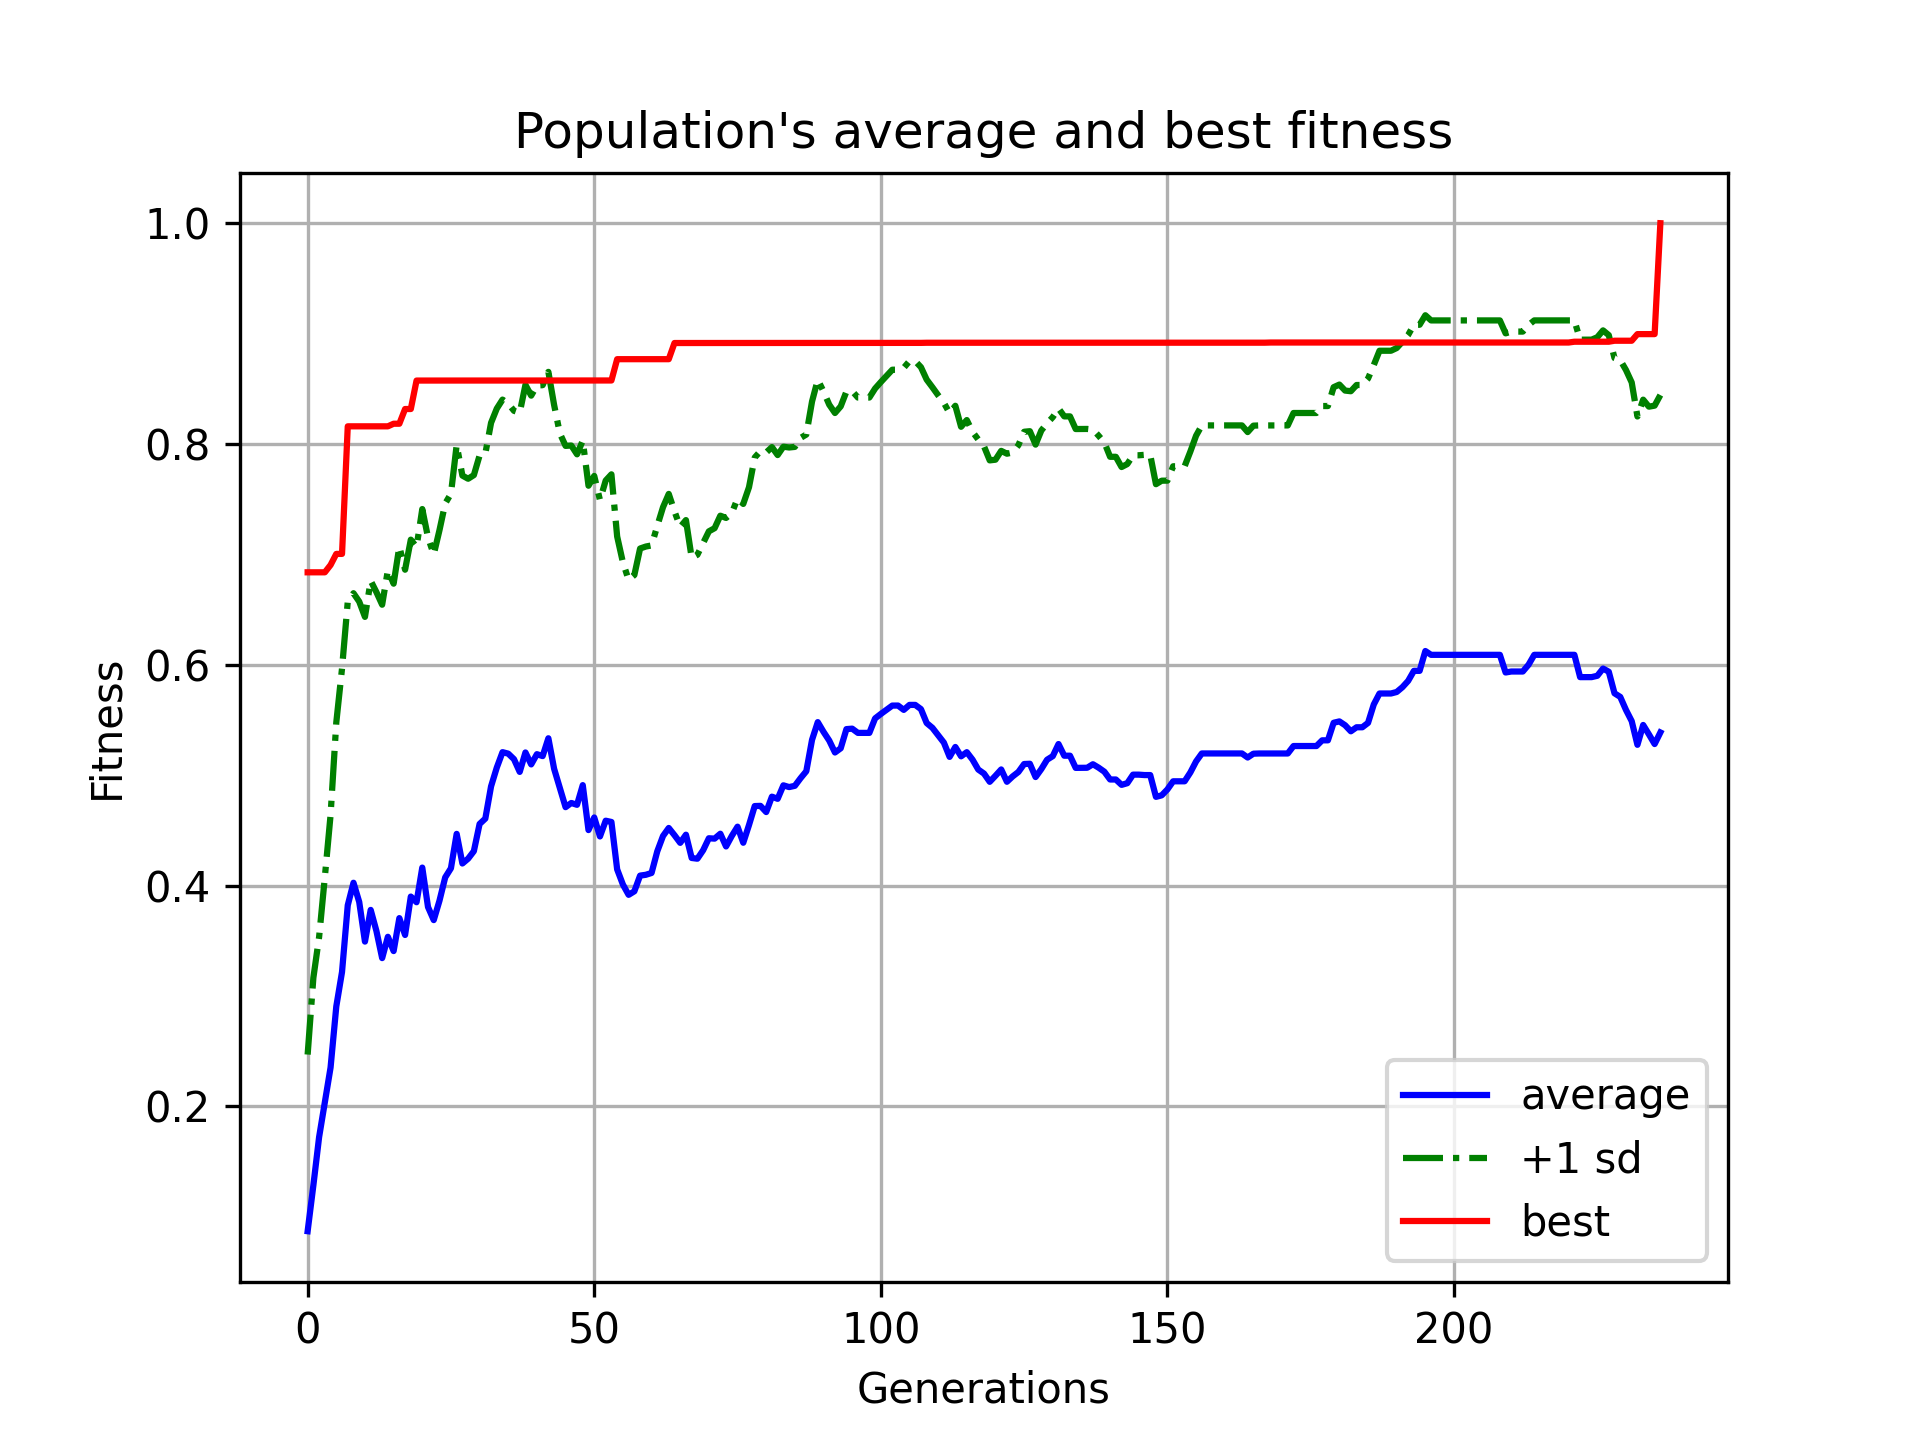 Population's average and best fitness
1.0
0.8
0.6
0.4
0.2
Fitness
average
+1 sd
best
0 50 100 150 200
Generations